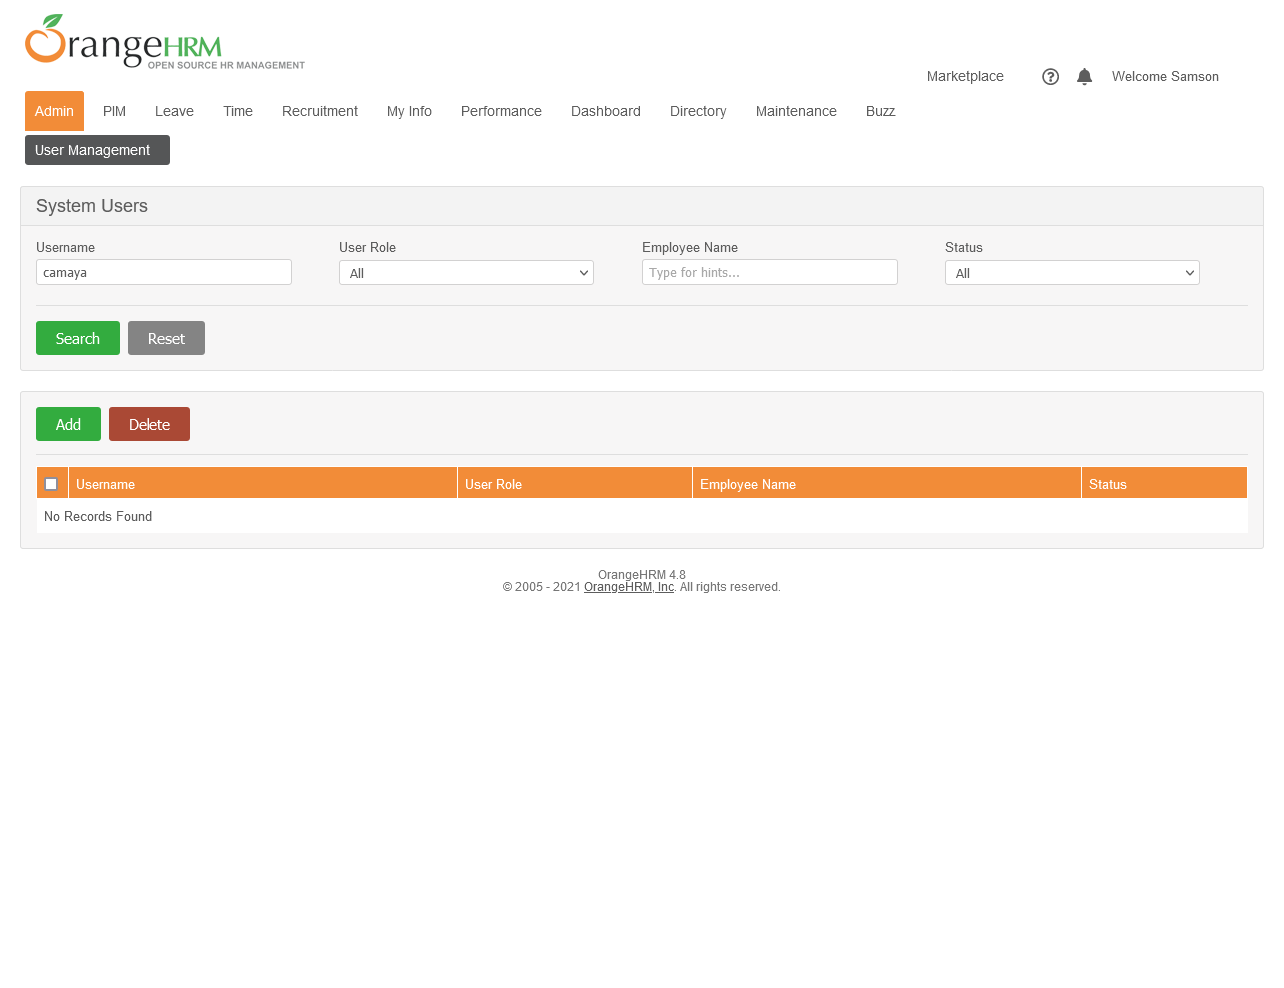 OrangeHRM
OPEN SOURCE HR MANAGEMENT
Marketplace Welcome Samson
Admin PIM Leave Time Recruitment My Info Performance Dashboard Directory Maintenance Buzz
User Management
System Users
Username User Role Employee Name Status
camaya All Type for hints... All
Search Reset
Add Delete
Username User Role Employee Name Status
No Records Found
OrangeHRM 4.8
© 2005 - 2021 OrangeHRM, Inc. All rights reserved.